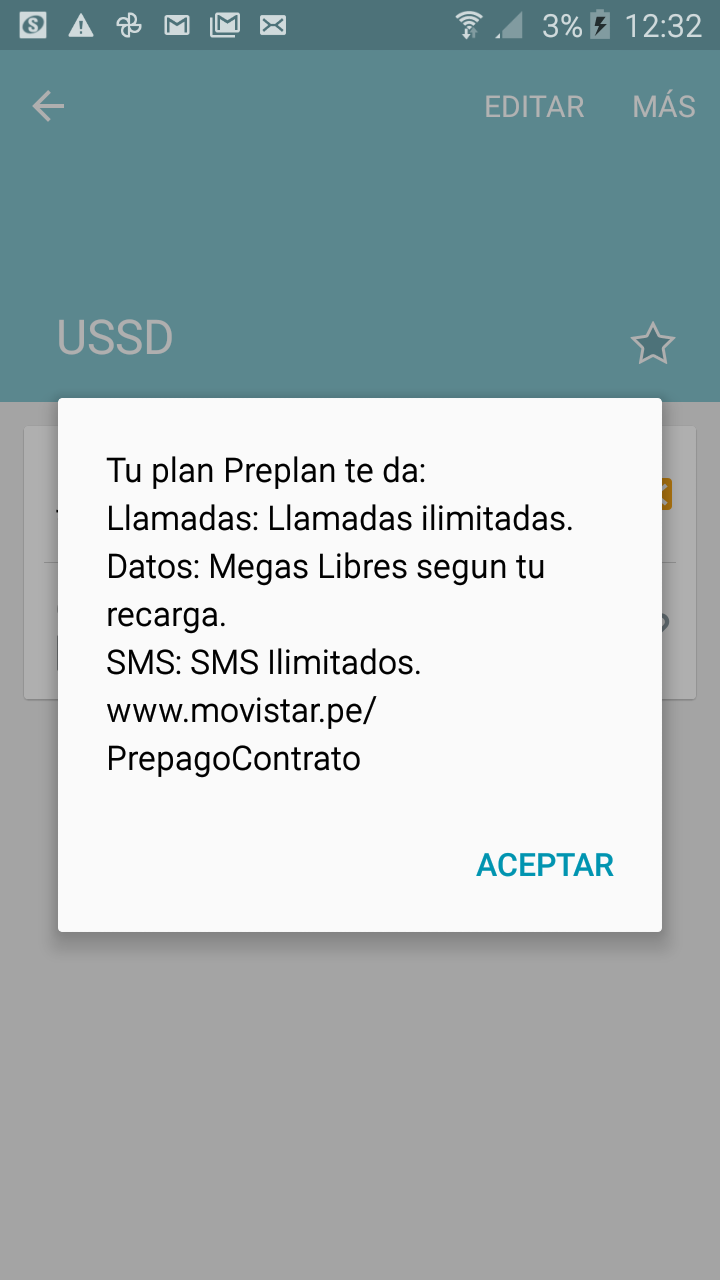 3% 12:32
EDITAR MÁS
USSD
Tu plan Preplan te da:
Llamadas: Llamadas ilimitadas.
Datos: Megas Libres segun tu
recarga.
SMS: SMS Ilimitados.
www.movistar.pe/
PrepagoContrato
ACEPTAR